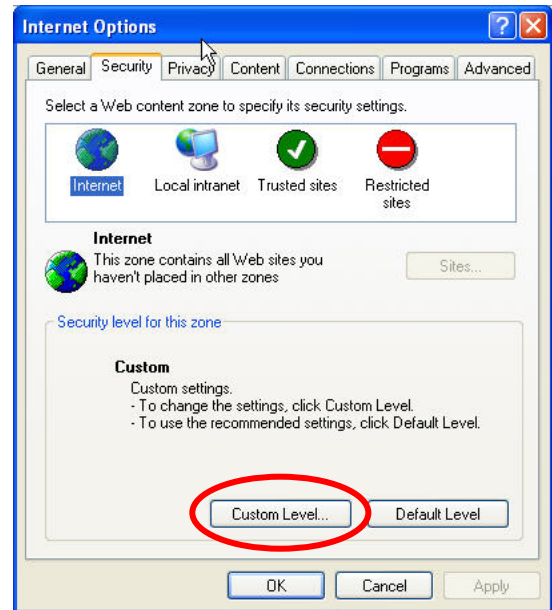 Internet Options
General Security Privacy Content Connections Programs Advanced
Select a Web content zone to specify its security settings.
Internet Local intranet Trusted sites Restricted
sites
Internet
This zone contains all Web sites you
haven't placed in other zones
Sites...
Security level for this zone
Custom
Custom settings.
- To change the settings, click Custom Level.
- To use the recommended settings, click Default Level.
Custom Level... Default Level
OK Cancel Apply